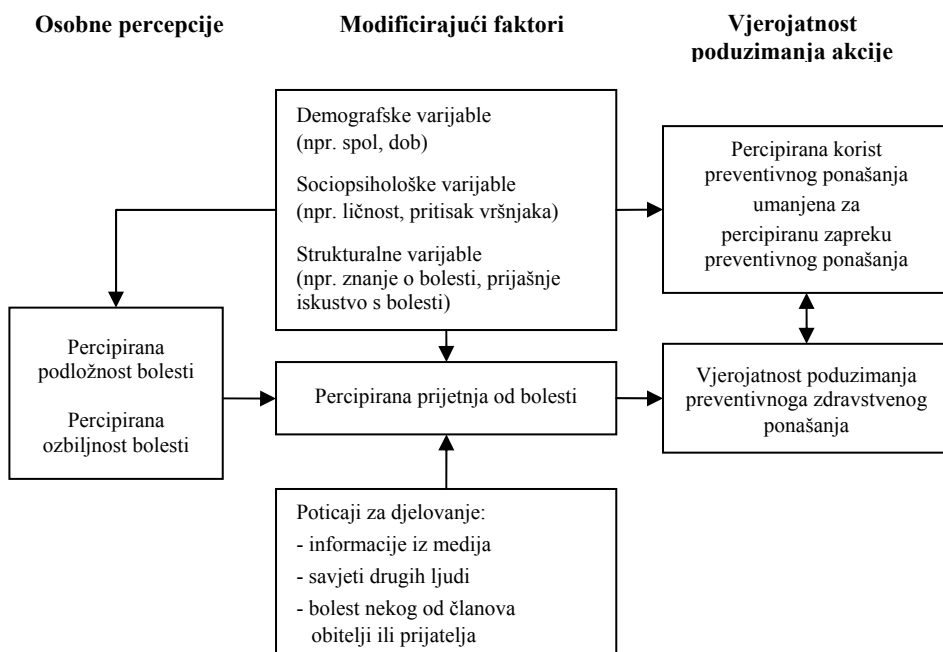 Osobne percepcije
Modificirajući faktori
Vjerojatnost
poduzimanja akcije
Demografske varijable
(npr. spol, dob)
Sociopsihološke varijable
(npr. ličnost, pritisak vršnjaka)
Strukturalne varijable
(npr. znanje o bolesti, prijašnje
iskustvo s bolesti)
Percipirana korist
preventivnog ponašanja
umanjena za
percipiranu zapreku
preventivnog ponašanja
Percipirana
podložnost bolesti
Percipirana
ozbiljnost bolesti
Percipirana prijetnja od bolesti
Vjerojatnost poduzimanja
preventivnoga zdravstvenog
ponašanja
Poticaji za djelovanje:
- informacije iz medija
- savjeti drugih ljudi
- bolest nekog od članova
obitelji ili prijatelja